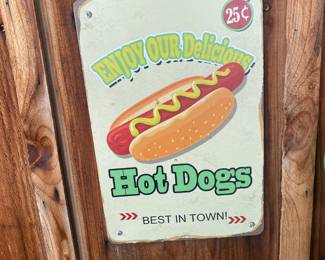 25¢
ENJOY OUR Delicious
Hot Dogs
BEST IN TOWN!